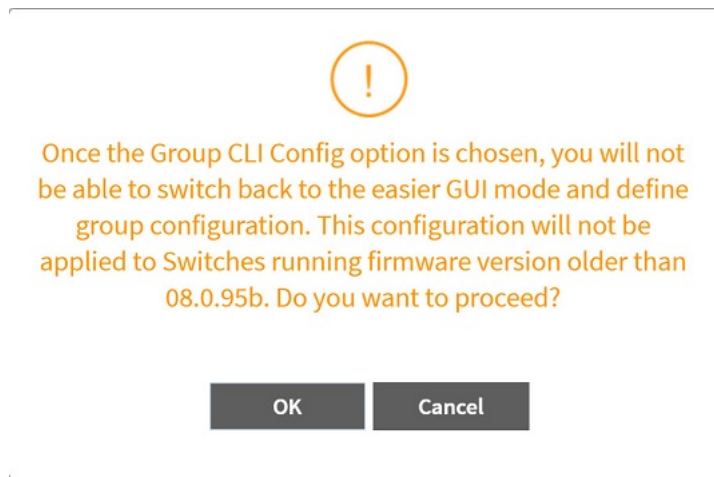 !
Once the Group CLI Config option is chosen, you will not
be able to switch back to the easier GUI mode and define
group configuration. This configuration will not be
applied to Switches running firmware version older than
08.0.95b. Do you want to proceed?
OK Cancel